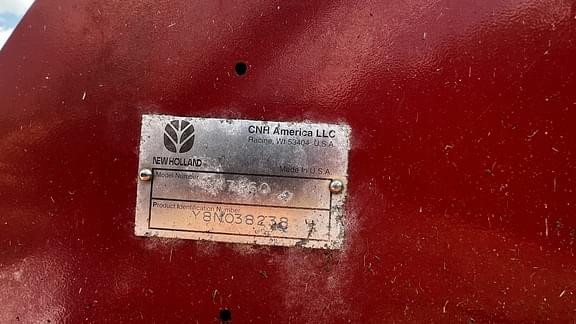 CNH America LLC
Racine, WI 53404 U.S.A.
NEW HOLLAND
Made in U.S.A.
Model Number
Product Identification Number
Y8N038238